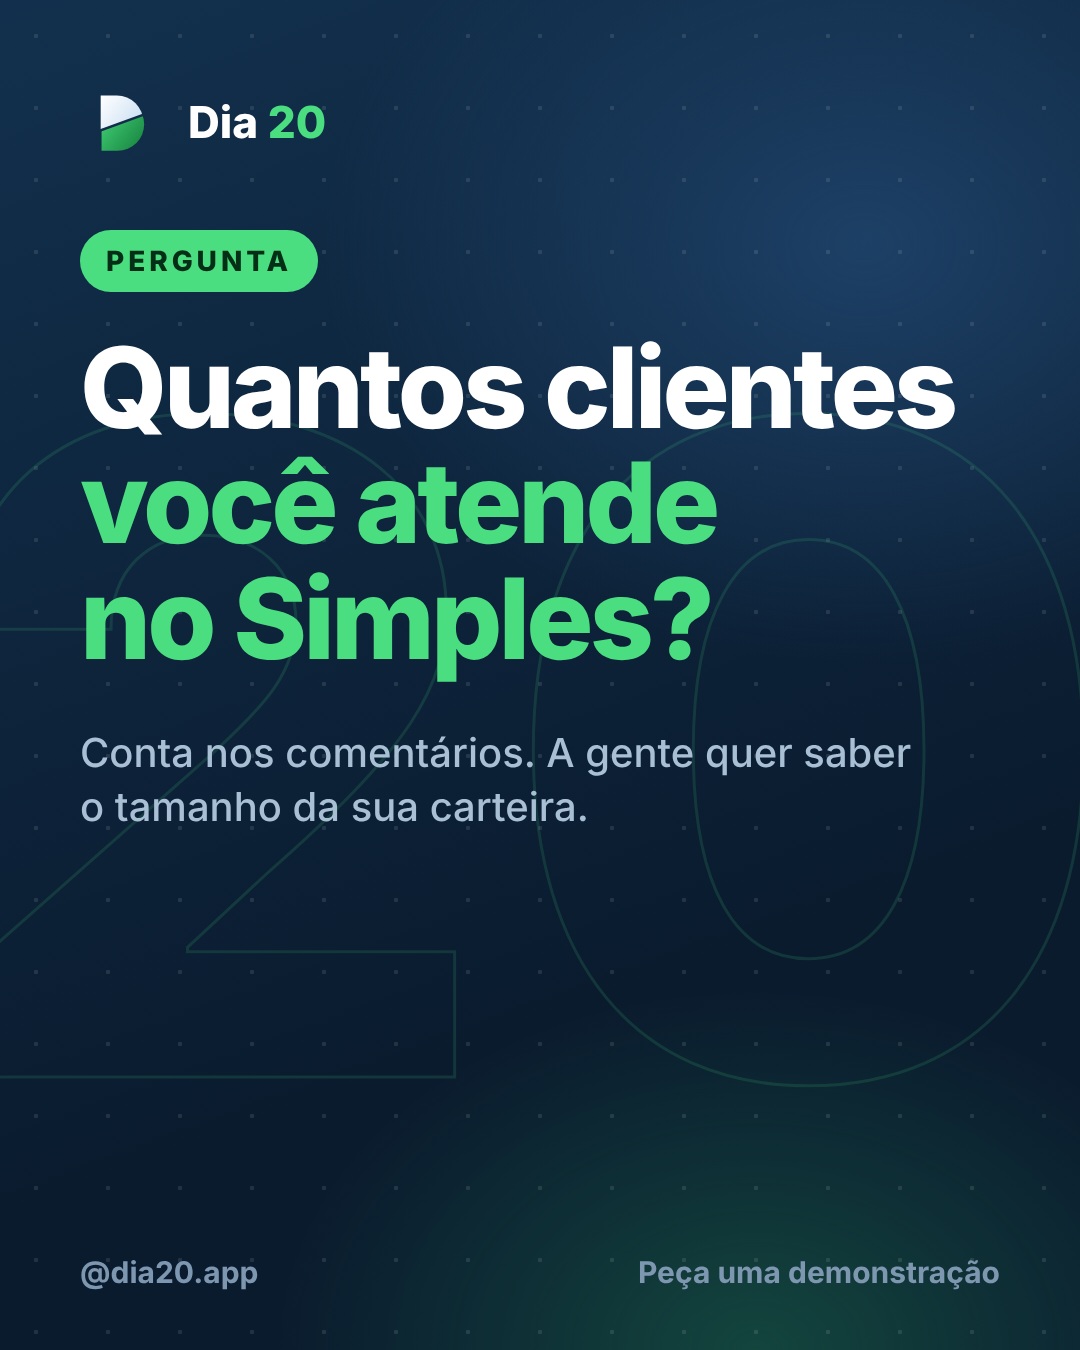 Dia 20
PERGUNTA
Quantos clientes
você atende
no Simples?
Conta nos comentários. A gente quer saber
o tamanho da sua carteira.
20
@dia20.app
Peça uma demonstração